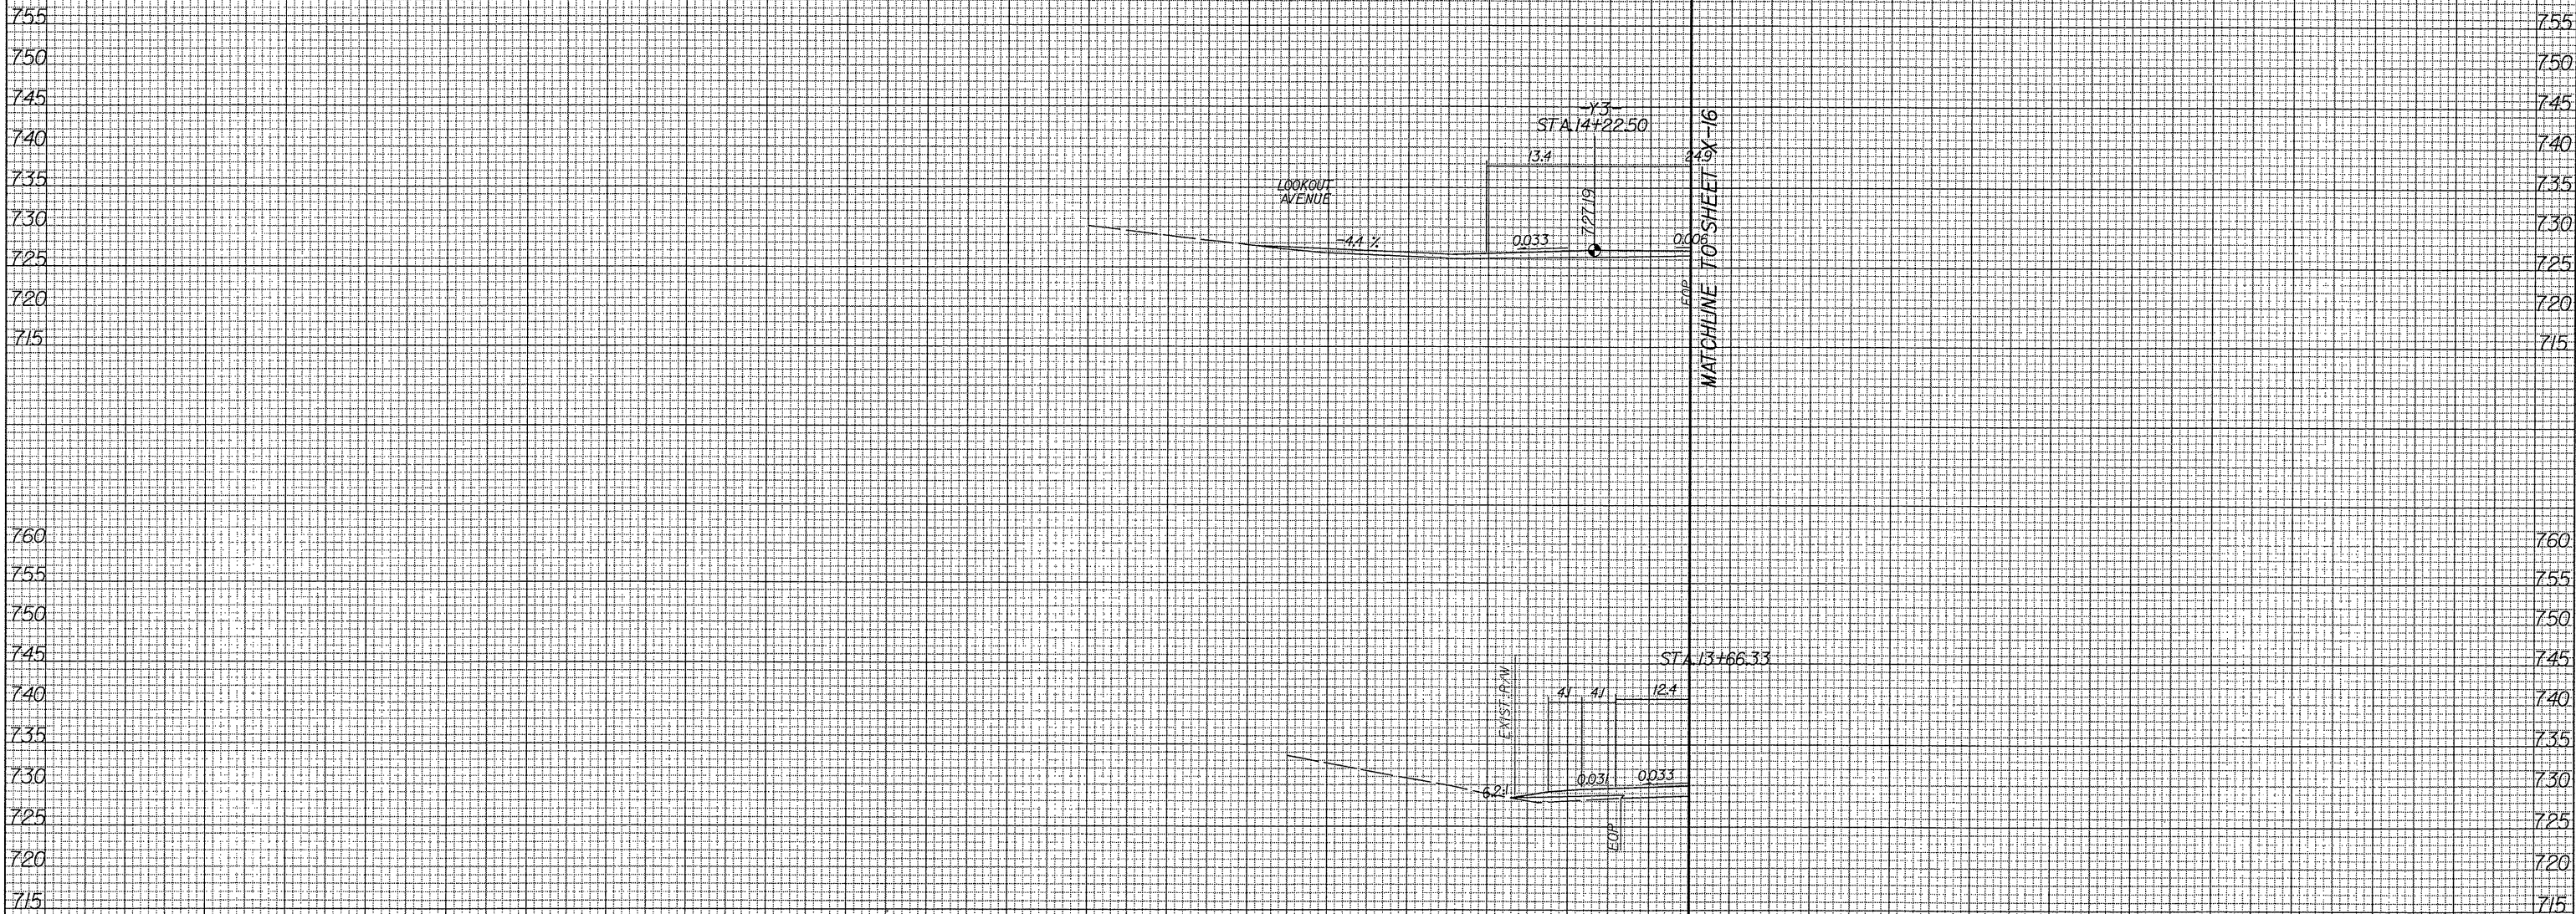 755 755
750 750
745 745
-Y3-
STA.14+22.50
740 740
13.4 24.9
735 735
LOOKOUT
AVENUE
727.19
730 730
-4.4 % 0.033 0.006
725 725
EOP
MATCHLINE TO SHEET X-16
720 720
715 715
760 760
755 755
750 750
745 745
STA.13+66.33
EXIST. R/W
740 740
4.1 4.1 12.4
735 735
730 730
0.031 0.033
6.2:1
725 725
EOP
720 720
715 715